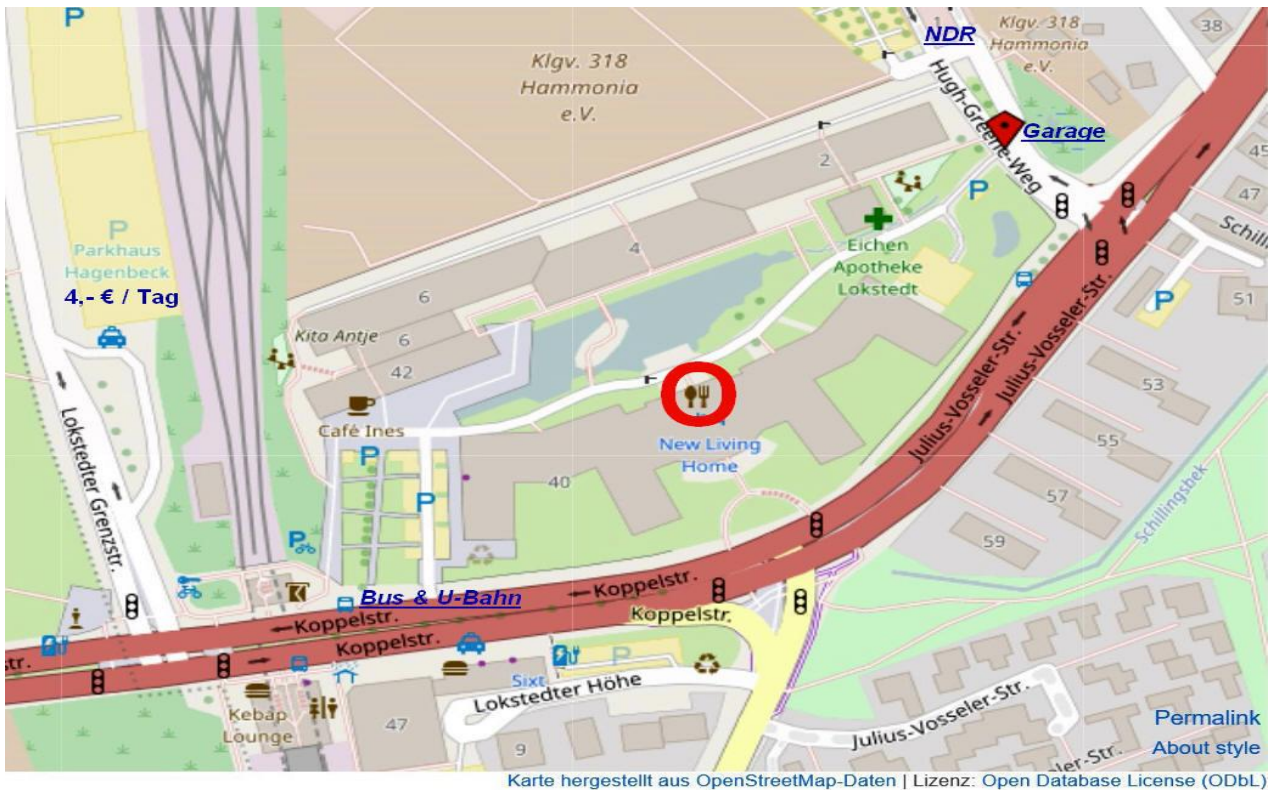 P
NDR
Klgv. 318
Hammonia
e.V.
38
Klgv. 318
Hammonia
e.V.
Hugh-Greene-Weg
Garage
2
45
47
P
P
Parkhaus
Hagenbeck
4,- € / Tag
4
Eichen
Apotheke
Lokstedt
6
Kita Antje
6
42
P
51
Café Ines
Julius-Vosseler-Str.
Julius-Vosseler-Str.
53
New Living
Home
55
P
P
40
57
59
Schillingsbek
Lokstedter Grenzstr.
P
Bus & U-Bahn
Koppelstr.
Koppelstr.
Koppelstr.
Koppelstr.
P
Sixt
Lokstedter Höhe
Kebap
Lounge
47
9
Julius-Vosseler-Str.
Permalink
About style
Karte hergestellt aus OpenStreetMap-Daten | Lizenz: Open Database License (ODbL)